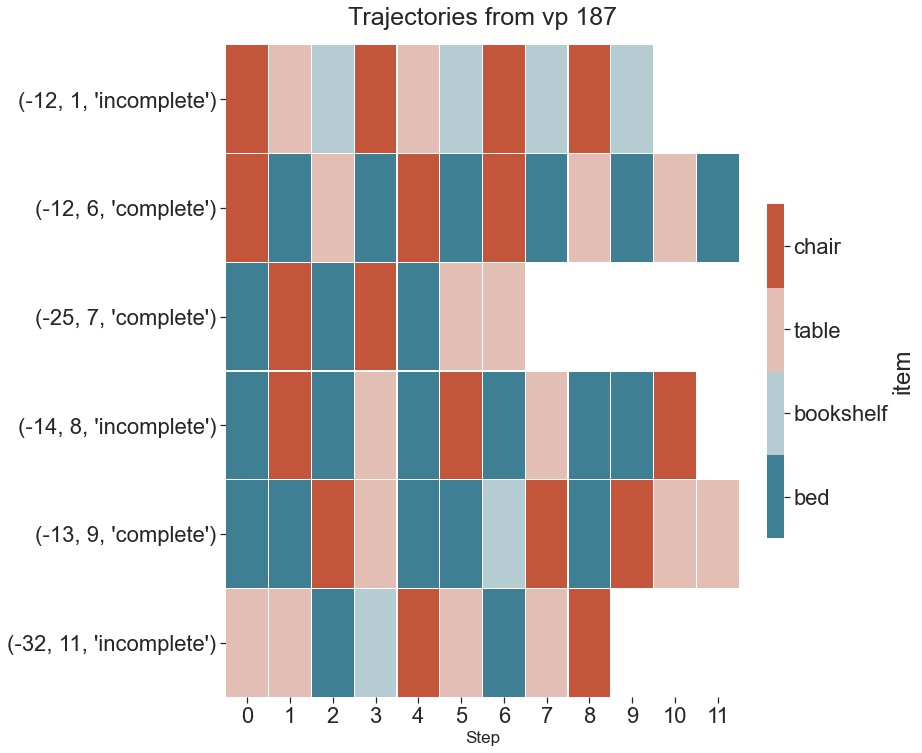 Trajectories from vp 187
(-12, 1, 'incomplete')
(-12, 6, 'complete')
(-25, 7, 'complete')
(-14, 8, 'incomplete')
(-13, 9, 'complete')
(-32, 11, 'incomplete')
0 1 2 3 4 5 6 7 8 9 10 11
Step
chair
table
bookshelf
bed
item